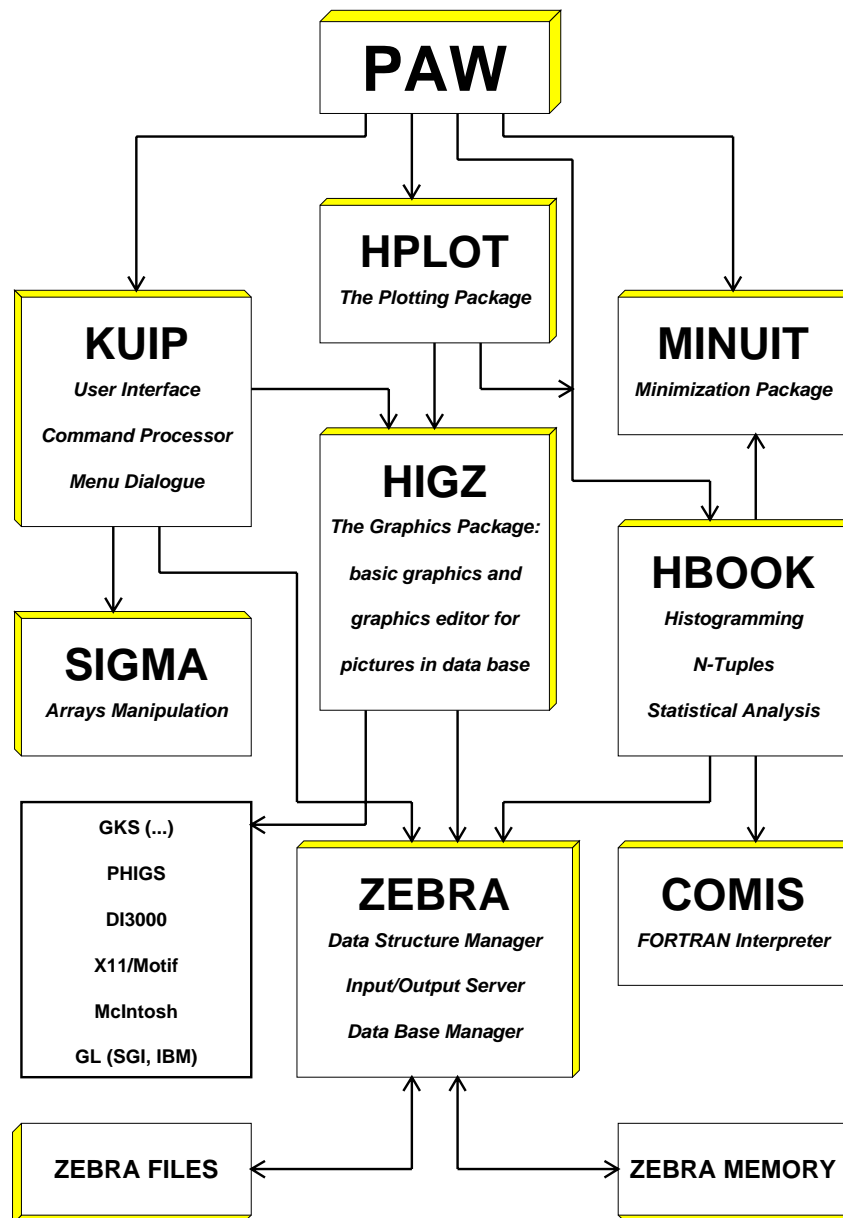 PAW
HPLOT
The Plotting Package
KUIP
User Interface
Command Processor
Menu Dialogue
MINUIT
Minimization Package
HIGZ
The Graphics Package:
basic graphics and
graphics editor for
pictures in data base
HBOOK
Histogramming
N-Tuples
Statistical Analysis
SIGMA
Arrays Manipulation
GKS (...)
PHIGS
DI3000
X11/Motif
McIntosh
GL (SGI, IBM)
ZEBRA
Data Structure Manager
Input/Output Server
Data Base Manager
COMIS
FORTRAN Interpreter
ZEBRA FILES
ZEBRA MEMORY